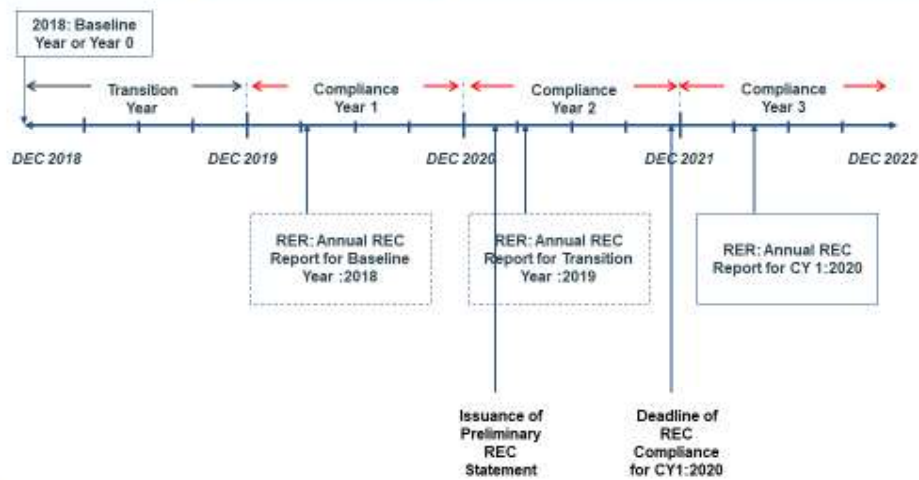 2018: Baseline
Year or Year 0
Transition
Year
Compliance
Year 1
Compliance
Year 2
Compliance
Year 3
DEC 2018
DEC 2019
DEC 2020
DEC 2021
DEC 2022
RER: Annual REC
Report for Baseline
Year :2018
RER: Annual REC
Report for Transition
Year :2019
RER: Annual REC
Report for CY 1:2020
Issuance of
Preliminary
REC
Statement
Deadline of
REC
Compliance
for CY1:2020